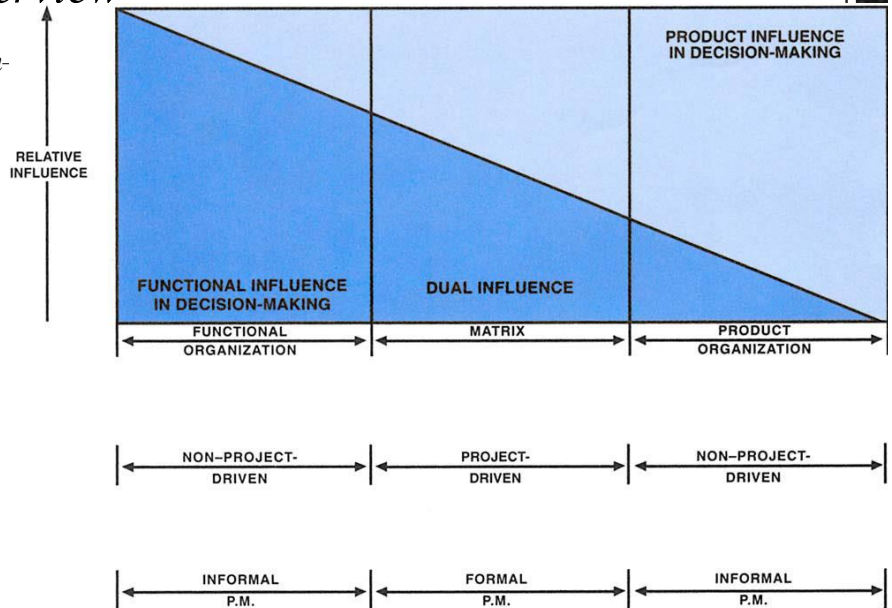 PRODUCT INFLUENCE
IN DECISION-MAKING
RELATIVE
INFLUENCE
FUNCTIONAL INFLUENCE
IN DECISION-MAKING
DUAL INFLUENCE
FUNCTIONAL
ORGANIZATION
MATRIX
PRODUCT
ORGANIZATION
NON–PROJECT-
DRIVEN
PROJECT-
DRIVEN
NON–PROJECT-
DRIVEN
INFORMAL
P.M.
FORMAL
P.M.
INFORMAL
P.M.